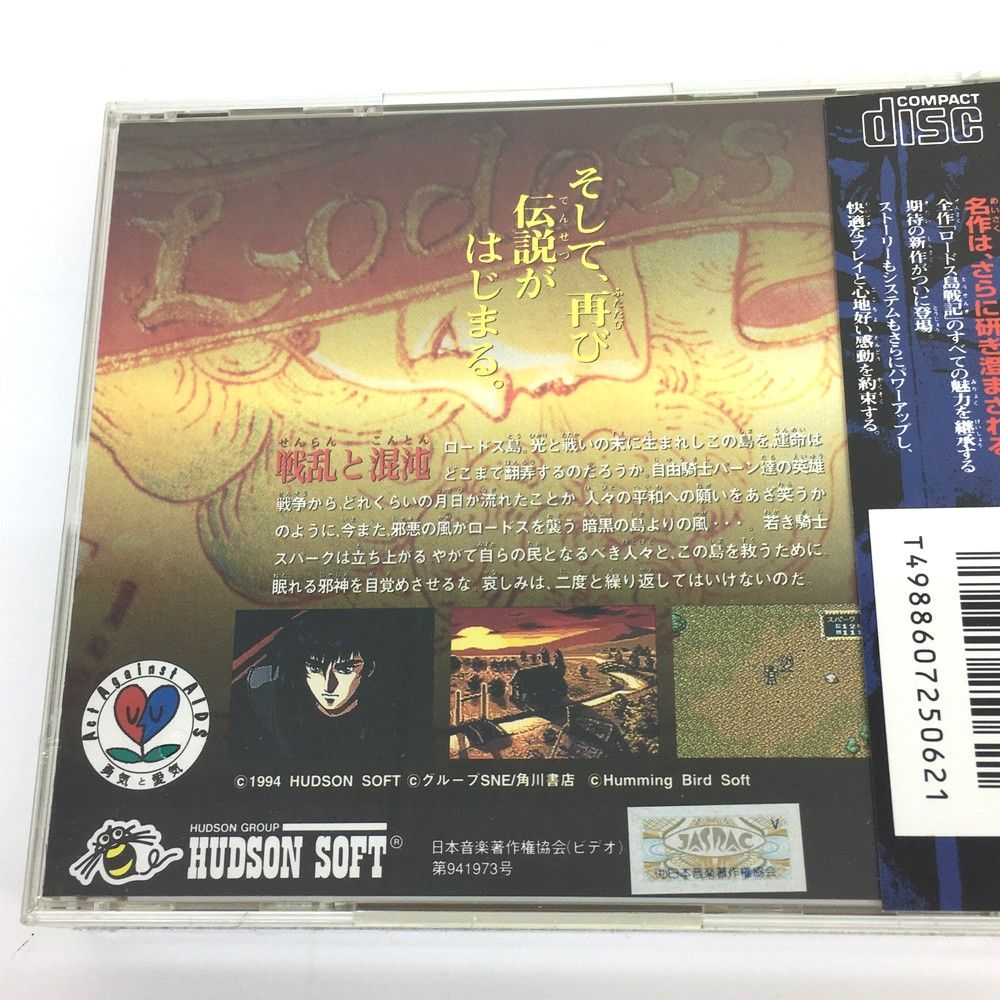 Lodoss
そして、再び
伝説が
はじまる。
戦乱と混沌
ロードス島。光と戦いの末に生まれしこの島を、運命は
どこまで翻弄するのだろうか。自由騎士パーン達の英雄
戦争から、どれくらいの月日が流れたことか。人々の平和への願いをあざ笑うか
のように、今また、邪悪の風がロードスを襲う 暗黒の島よりの風・・・。 若き騎士
スパークは立ち上がる やがて自らの民となるべき人々と、この島を救うために。
眠れる邪神を目覚めさせるな。哀しみは、二度と繰り返してはいけないのだ。
スパーク
Act Against AIDS
勇気と愛気
©1994 HUDSON SOFT ©グループSNE/角川書店 ©Humming Bird Soft
HUDSON GROUP
HUDSON SOFT®
日本音楽著作権協会(ビデオ)
第941973号
V
JASRAC
(社)日本音楽著作権協会
COMPACT
disc
名作は、さらに研き澄まされる
全作「ロードス島戦記」のすべての魅力を継承する
期待の新作がついに登場。
ストーリーもシステムもさらにパワーアップし、
快適なプレイと心地好い感動を約束する。
T4988607250621